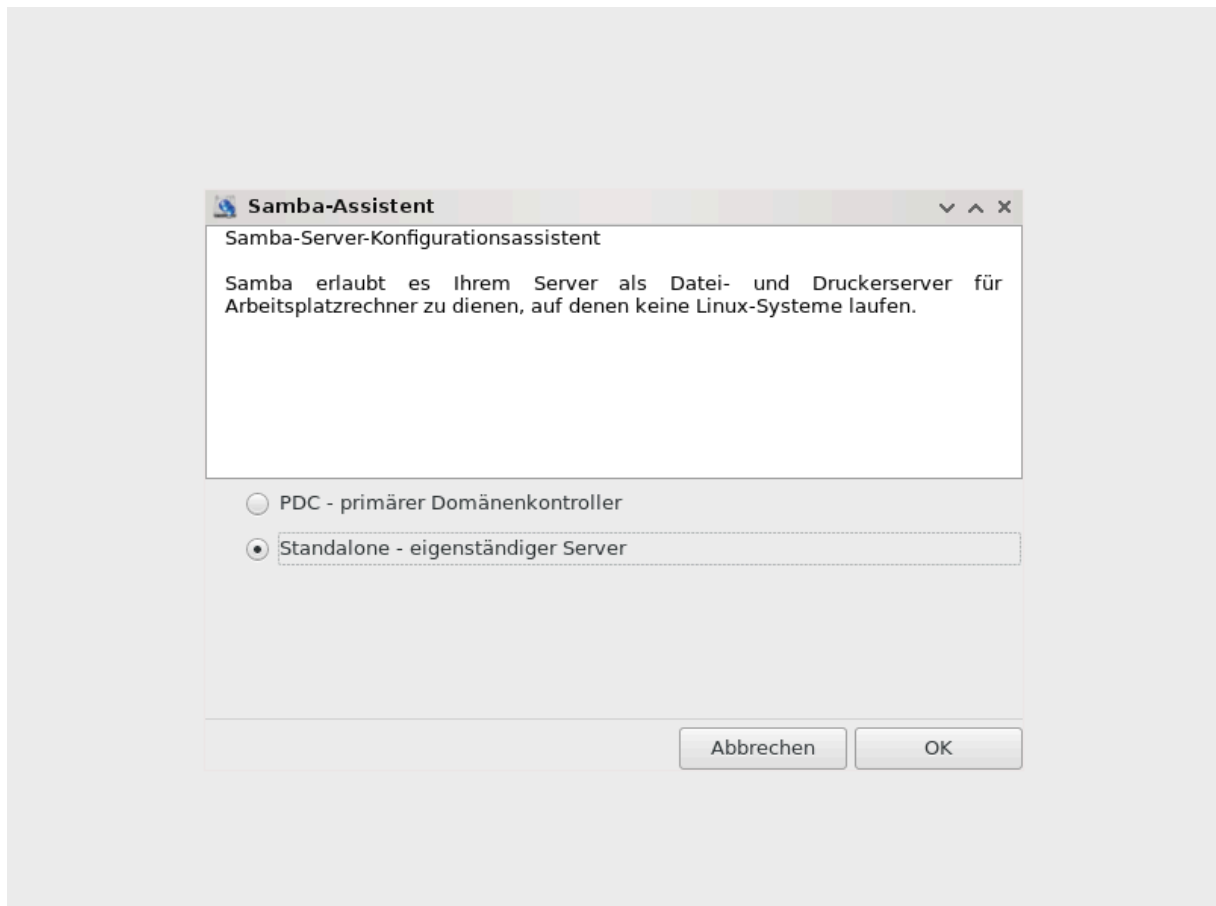 Samba-Assistent
Samba-Server-Konfigurationsassistent
Samba erlaubt es Ihrem Server als Datei- und Druckerserver für
Arbeitsplatzrechner zu dienen, auf denen keine Linux-Systeme laufen.
PDC - primärer Domänenkontroller
Standalone - eigenständiger Server
Abbrechen
OK